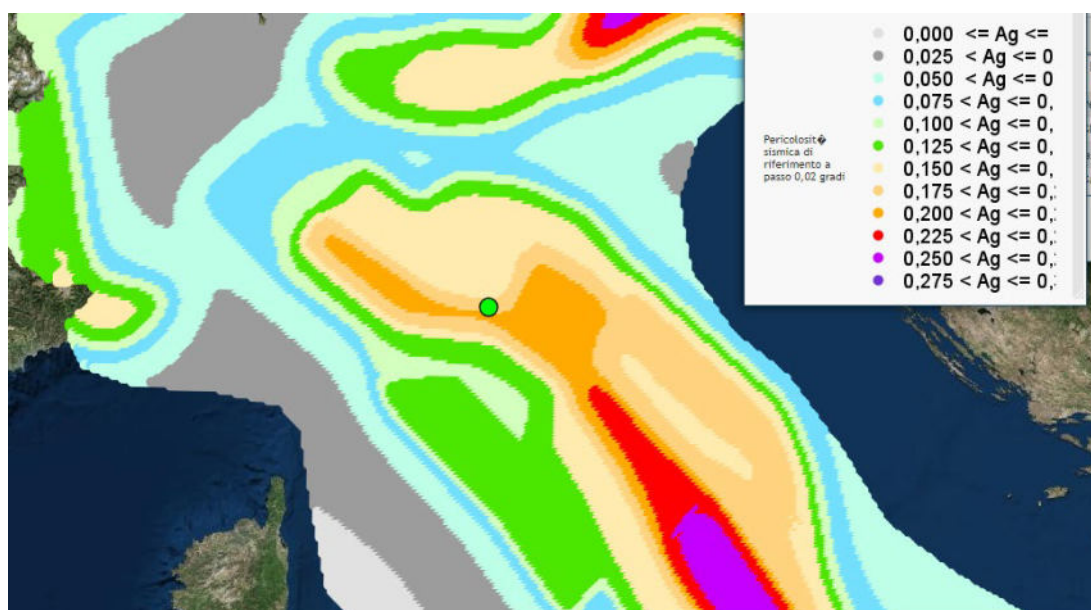 0,000 <= Ag <=
0,025 < Ag <= 0
0,050 < Ag <= 0
0,075 < Ag <= 0,
0,100 < Ag <= 0,
0,125 < Ag <= 0,
Pericolosit�
sismica di
riferimento a
passo 0,02 gradi
0,150 < Ag <= 0,
0,175 < Ag <= 0,:
0,200 < Ag <= 0,:
0,225 < Ag <= 0,:
0,250 < Ag <= 0,:
0,275 < Ag <= 0,: